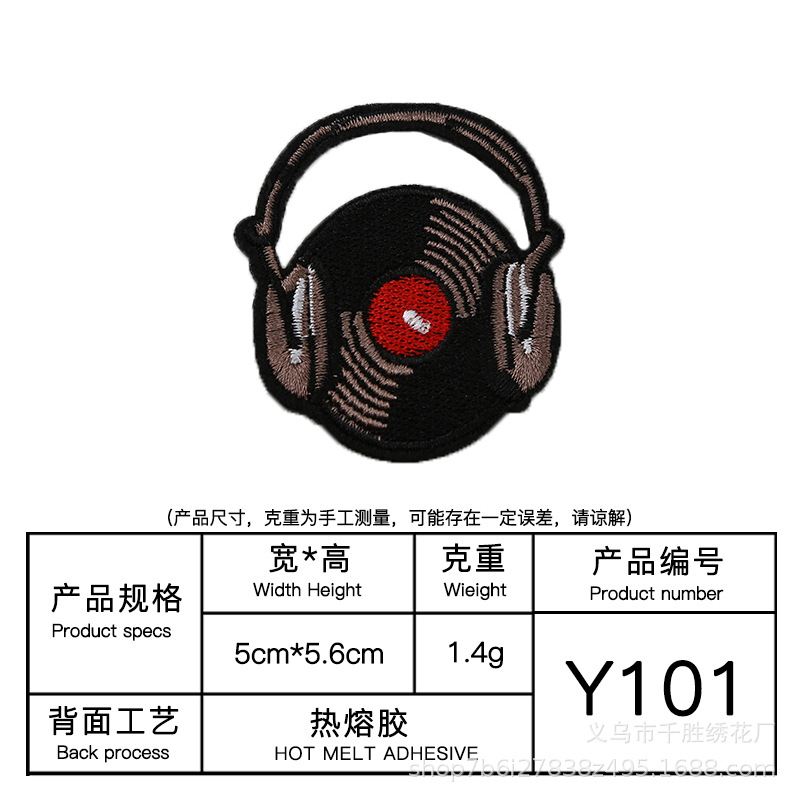 （产品尺寸，克重为手工测量，可能存在一定误差，请谅解）
宽*高
Width Height
克重
Wieight
产品编号
Product number
产品规格
Product specs
5cm*5.6cm
1.4g
Y101
背面工艺
Back process
热熔胶
HOT MELT ADHESIVE
义乌市千胜绣花厂
shop7b6i27838z495.1688.com